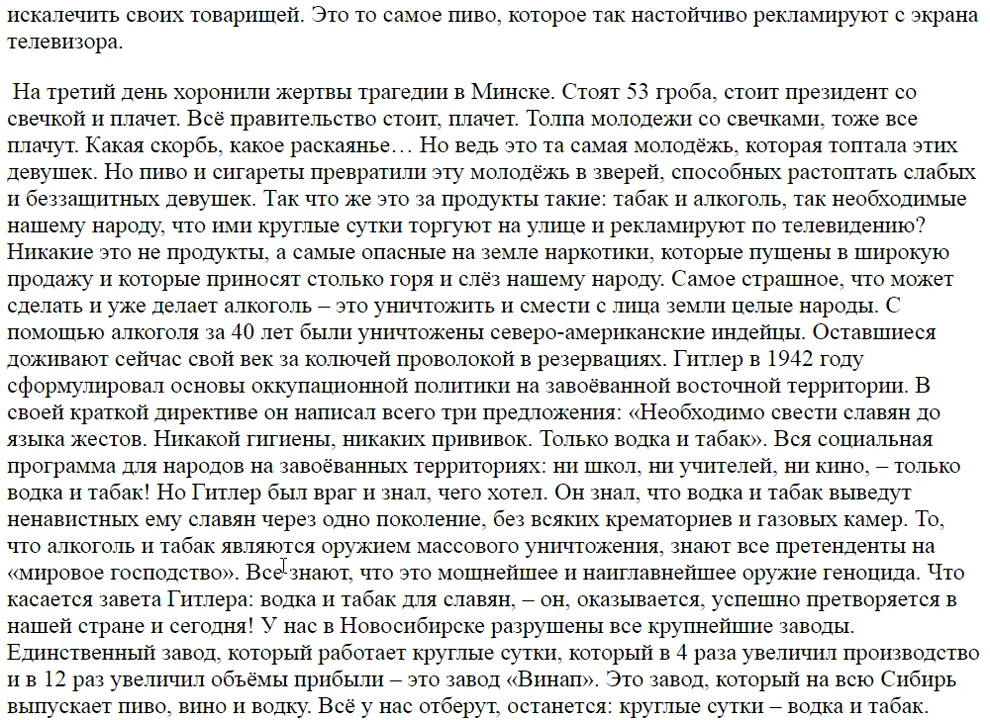 искалечить своих товарищей. Это то самое пиво, которое так настойчиво рекламируют с экрана
телевизора.
На третий день хоронили жертвы трагедии в Минске. Стоят 53 гроба, стоит президент со
свечкой и плачет. Всё правительство стоит, плачет. Толпа молодежи со свечками, тоже все
плачут. Какая скорбь, какое раскаянье… Но ведь это та самая молодёжь, которая топтала этих
девушек. Но пиво и сигареты превратили эту молодёжь в зверей, способных растоптать слабых
и беззащитных девушек. Так что же это за продукты такие: табак и алкоголь, так необходимые
нашему народу, что ими круглые сутки торгуют на улице и рекламируют по телевидению?
Никакие это не продукты, а самые опасные на земле наркотики, которые пущены в широкую
продажу и которые приносят столько горя и слёз нашему народу. Самое страшное, что может
сделать и уже делает алкоголь – это уничтожить и смести с лица земли целые народы. С
помощью алкоголя за 40 лет были уничтожены северо-американские индейцы. Оставшиеся
доживают сейчас свой век за колючей проволокой в резервациях. Гитлер в 1942 году
сформулировал основы оккупационной политики на завоёванной восточной территории. В
своей краткой директиве он написал всего три предложения: «Необходимо свести славян до
языка жестов. Никакой гигиены, никаких прививок. Только водка и табак». Вся социальная
программа для народов на завоёванных территориях: ни школ, ни учителей, ни кино, – только
водка и табак! Но Гитлер был враг и знал, чего хотел. Он знал, что водка и табак выведут
ненавистных ему славян через одно поколение, без всяких крематориев и газовых камер. То,
что алкоголь и табак являются оружием массового уничтожения, знают все претенденты на
«мировое господство». Все знают, что это мощнейшее и наиглавнейшее оружие геноцида. Что
касается завета Гитлера: водка и табак для славян, – он, оказывается, успешно претворяется в
нашей стране и сегодня! У нас в Новосибирске разрушены все крупнейшие заводы.
Единственный завод, который работает круглые сутки, который в 4 раза увеличил производство
и в 12 раз увеличил объёмы прибыли – это завод «Винап». Это завод, который на всю Сибирь
выпускает пиво, вино и водку. Всё у нас отберут, останется: круглые сутки – водка и табак.